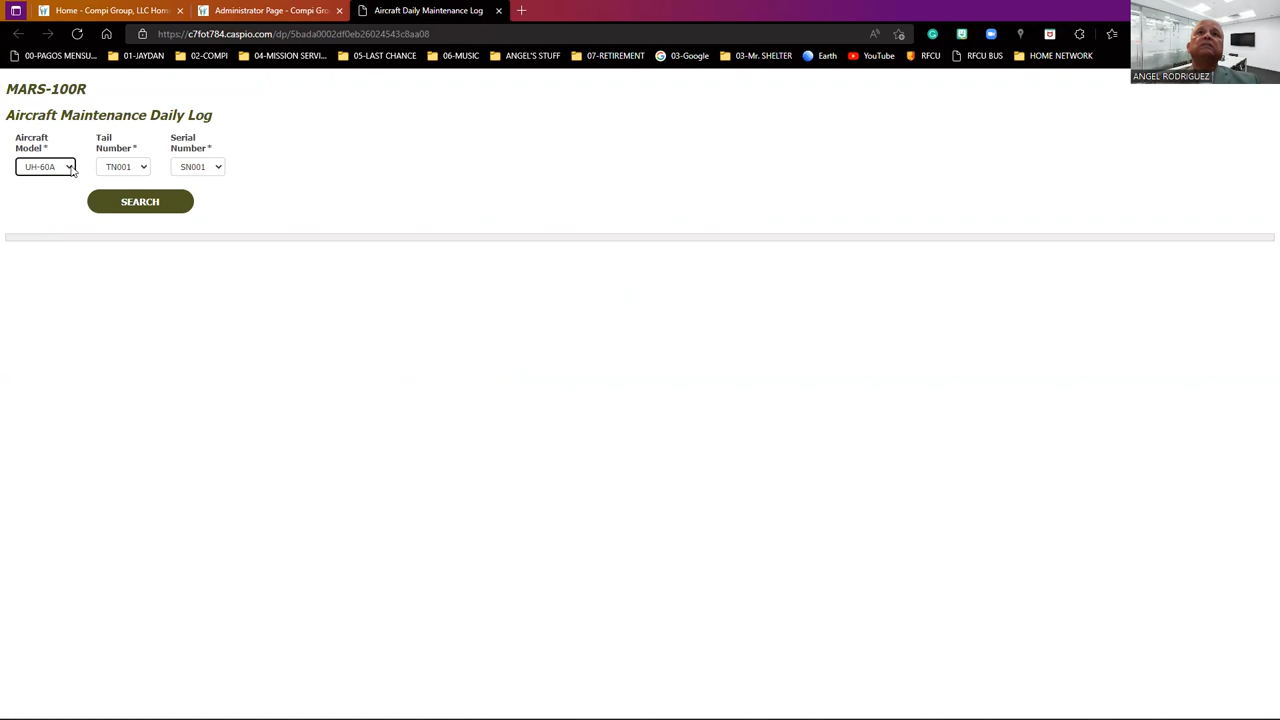 Home - Compi Group, LLC Hom
Administrator Page - Compi Gro
Aircraft Daily Maintenance Log
https://c7fot784.caspio.com/dp/5bada0002df0eb26024543c8aa08
00-PAGOS MENSU... 01-JAYDAN 02-COMPI 04-MISSION SERVI... 05-LAST CHANCE 06-MUSIC ANGEL'S STUFF 07-RETIREMENT 03-Google 03-Mr. SHELTER Earth YouTube RFCU RFCU BUS HOME NETWORK
ANGEL RODRIGUEZ
MARS-100R
Aircraft Maintenance Daily Log
Aircraft Model *
Tail Number *
Serial Number *
UH-60A
TN001
SN001
SEARCH